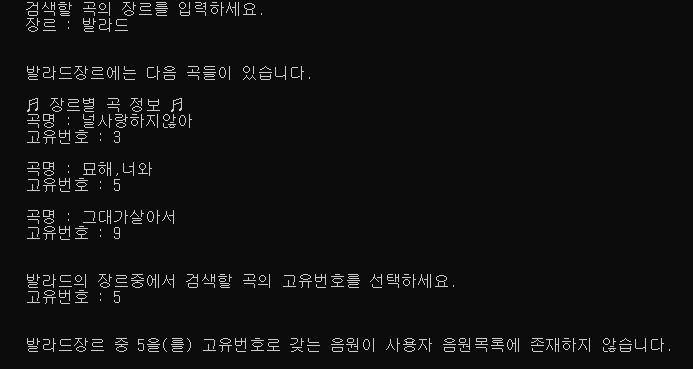 검색할 곡의 장르를 입력하세요.
장르 : 발라드
발라드장르에는 다음 곡들이 있습니다.
♬ 장르별 곡 정보 ♬
곡명 : 널사랑하지않아
고유번호 : 3
곡명 : 묘해,너와
고유번호 : 5
곡명 : 그대가살아서
고유번호 : 9
발라드의 장르중에서 검색할 곡의 고유번호를 선택하세요.
고유번호 : 5
발라드장르 중 5을(를) 고유번호로 갖는 음원이 사용자 음원목록에 존재하지 않습니다.